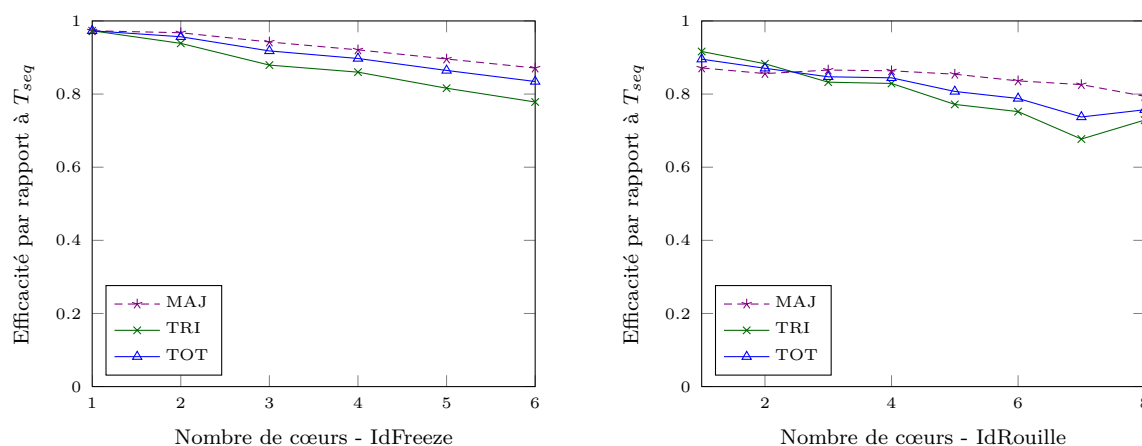 1
0.8
0.6
0.4
0.2
0
1 2 3 4 5 6
Efficacité par rapport à T_seq
MAJ
TRI
TOT
Nombre de cœurs - IdFreeze
1
0.8
0.6
0.4
0.2
0
2 4 6 8
Efficacité par rapport à T_seq
MAJ
TRI
TOT
Nombre de cœurs - IdRouille